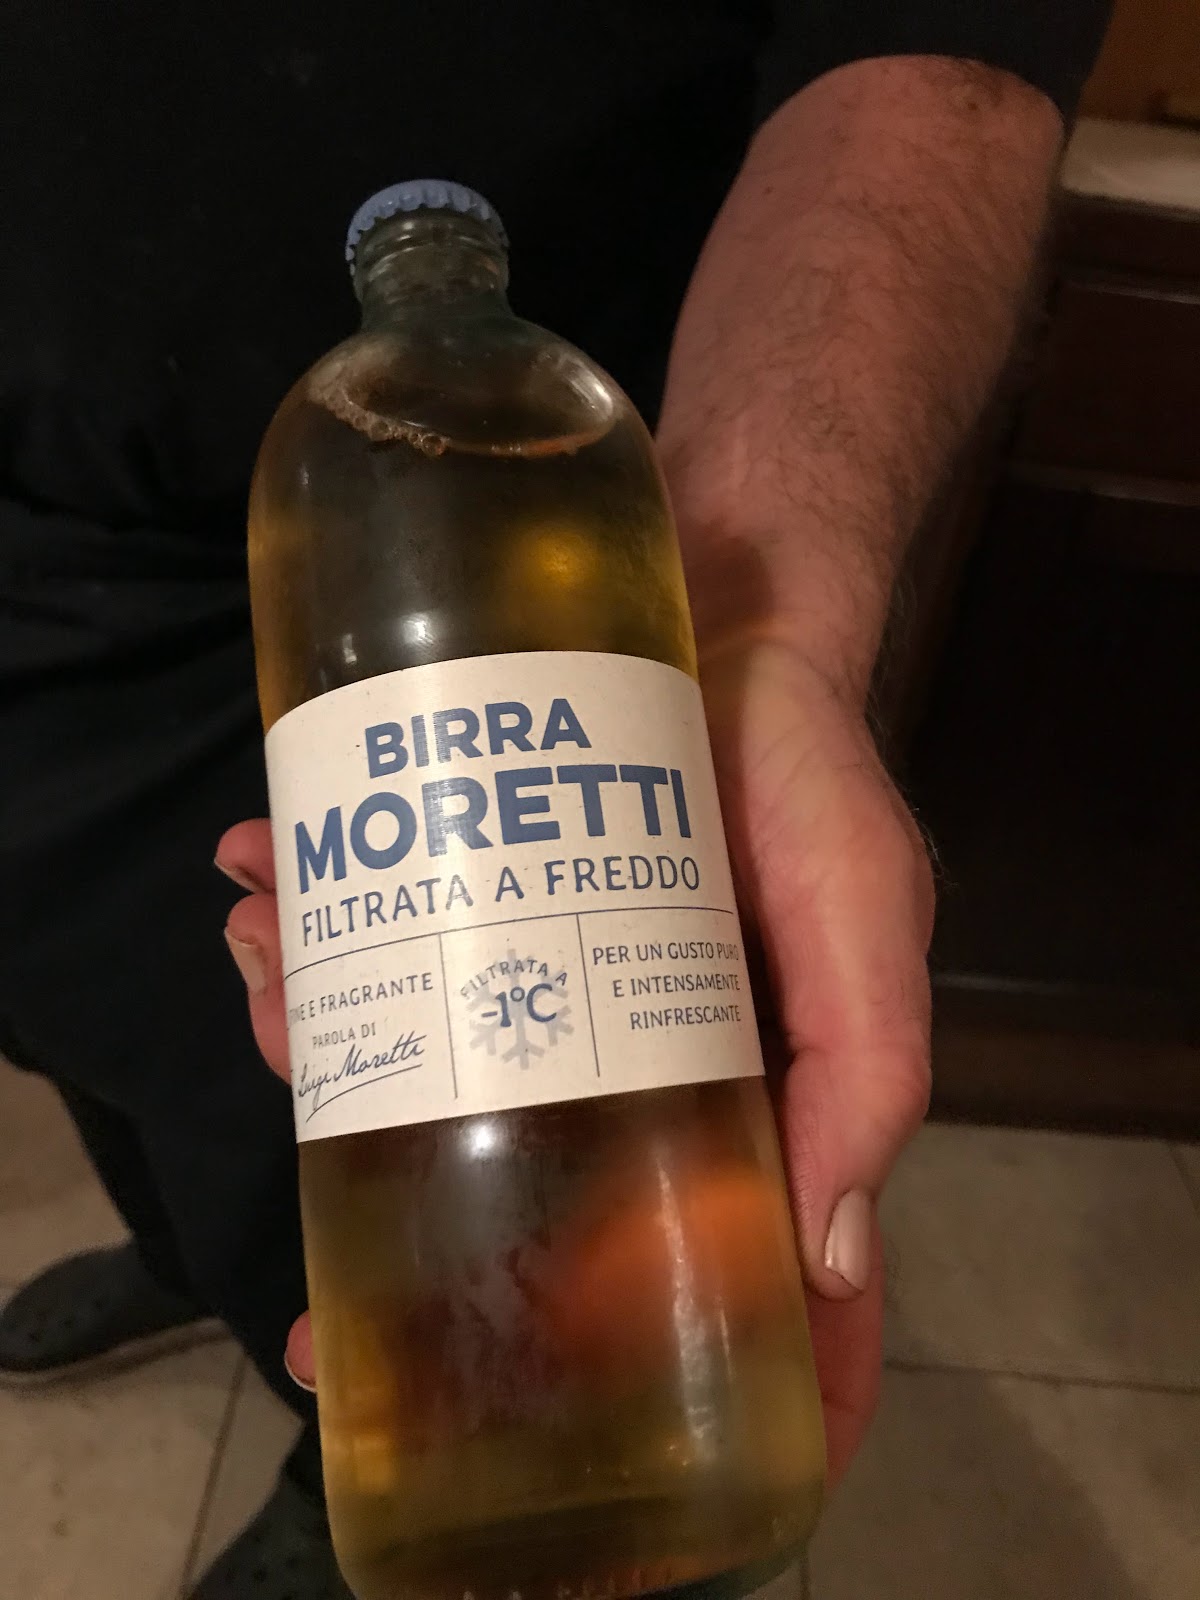 BIRRA
MORETTI
FILTRATA A FREDDO
E FRAGRANTE
PAROLA DI
Luigi Moretti
FILTRATA A
-1°C
PER UN GUSTO PURO
E INTENSAMENTE
RINFRESCANTE